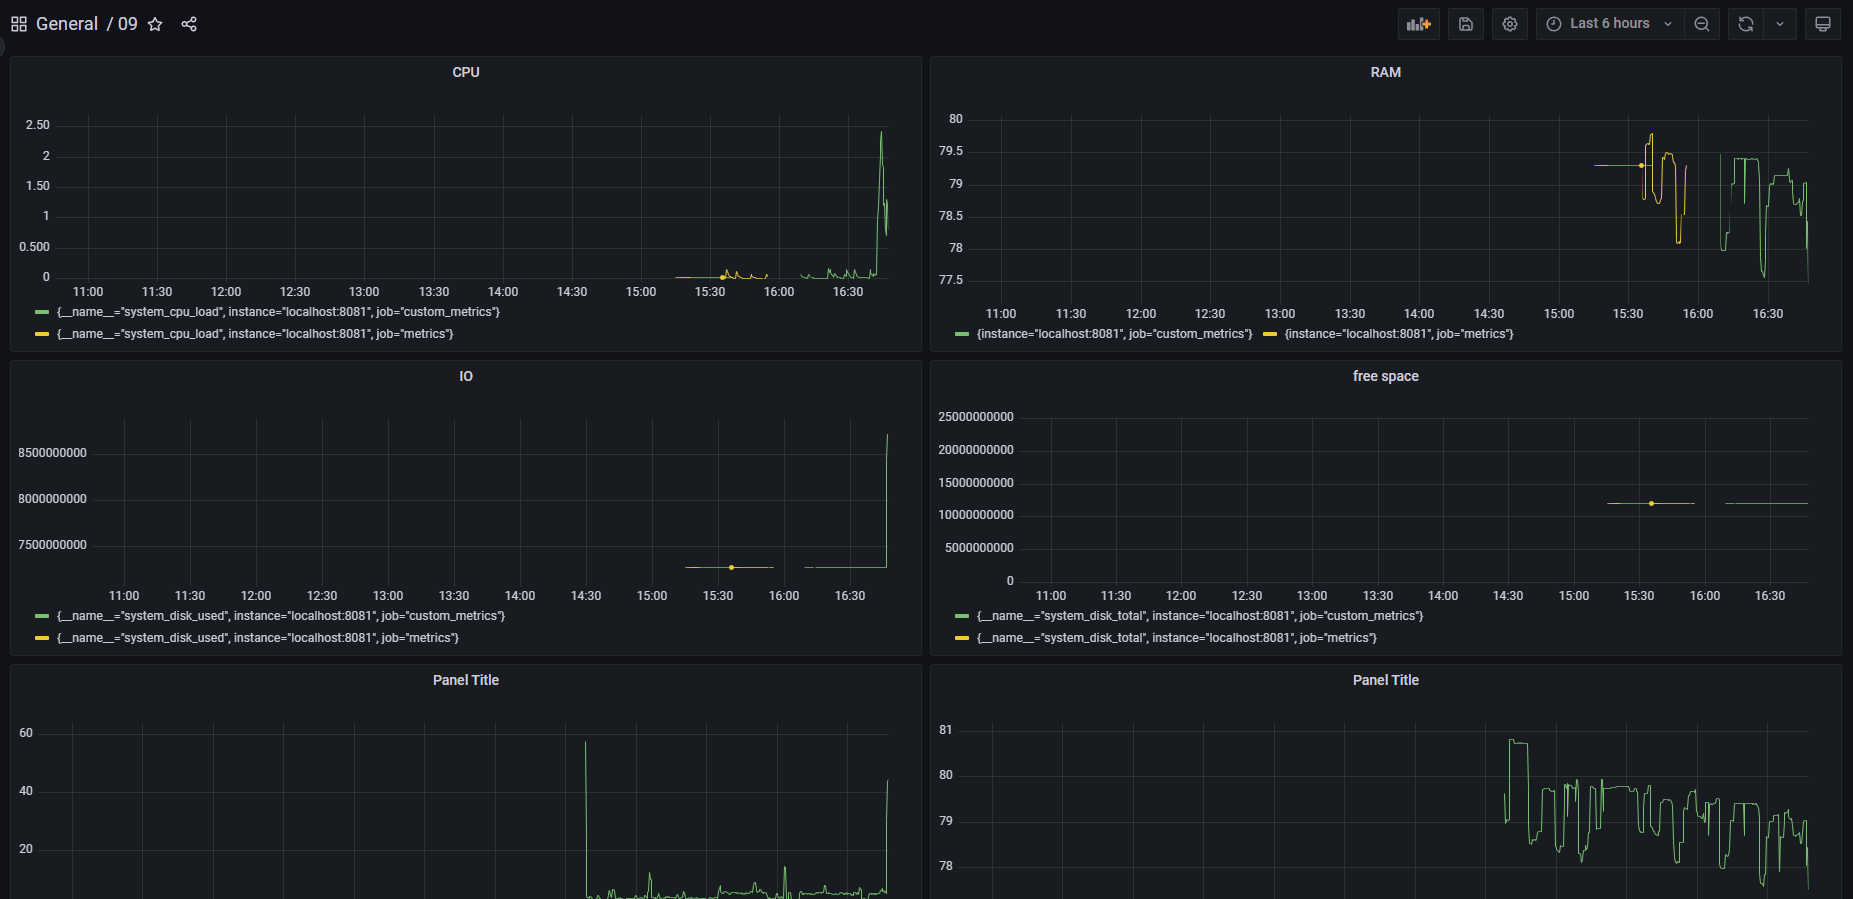 General / 09
Last 6 hours
CPU
2.50
2
1.50
1
0.500
0
11:00 11:30 12:00 12:30 13:00 13:30 14:00 14:30 15:00 15:30 16:00 16:30
{__name__="system_cpu_load", instance="localhost:8081", job="custom_metrics"}
{__name__="system_cpu_load", instance="localhost:8081", job="metrics"}
RAM
80
79.5
79
78.5
78
77.5
11:00 11:30 12:00 12:30 13:00 13:30 14:00 14:30 15:00 15:30 16:00 16:30
{instance="localhost:8081", job="custom_metrics"} {instance="localhost:8081", job="metrics"}
IO
8500000000
8000000000
7500000000
11:00 11:30 12:00 12:30 13:00 13:30 14:00 14:30 15:00 15:30 16:00 16:30
{__name__="system_disk_used", instance="localhost:8081", job="custom_metrics"}
{__name__="system_disk_used", instance="localhost:8081", job="metrics"}
free space
25000000000
20000000000
15000000000
10000000000
5000000000
0
11:00 11:30 12:00 12:30 13:00 13:30 14:00 14:30 15:00 15:30 16:00 16:30
{__name__="system_disk_total", instance="localhost:8081", job="custom_metrics"}
{__name__="system_disk_total", instance="localhost:8081", job="metrics"}
Panel Title
60
40
20
Panel Title
81
80
79
78